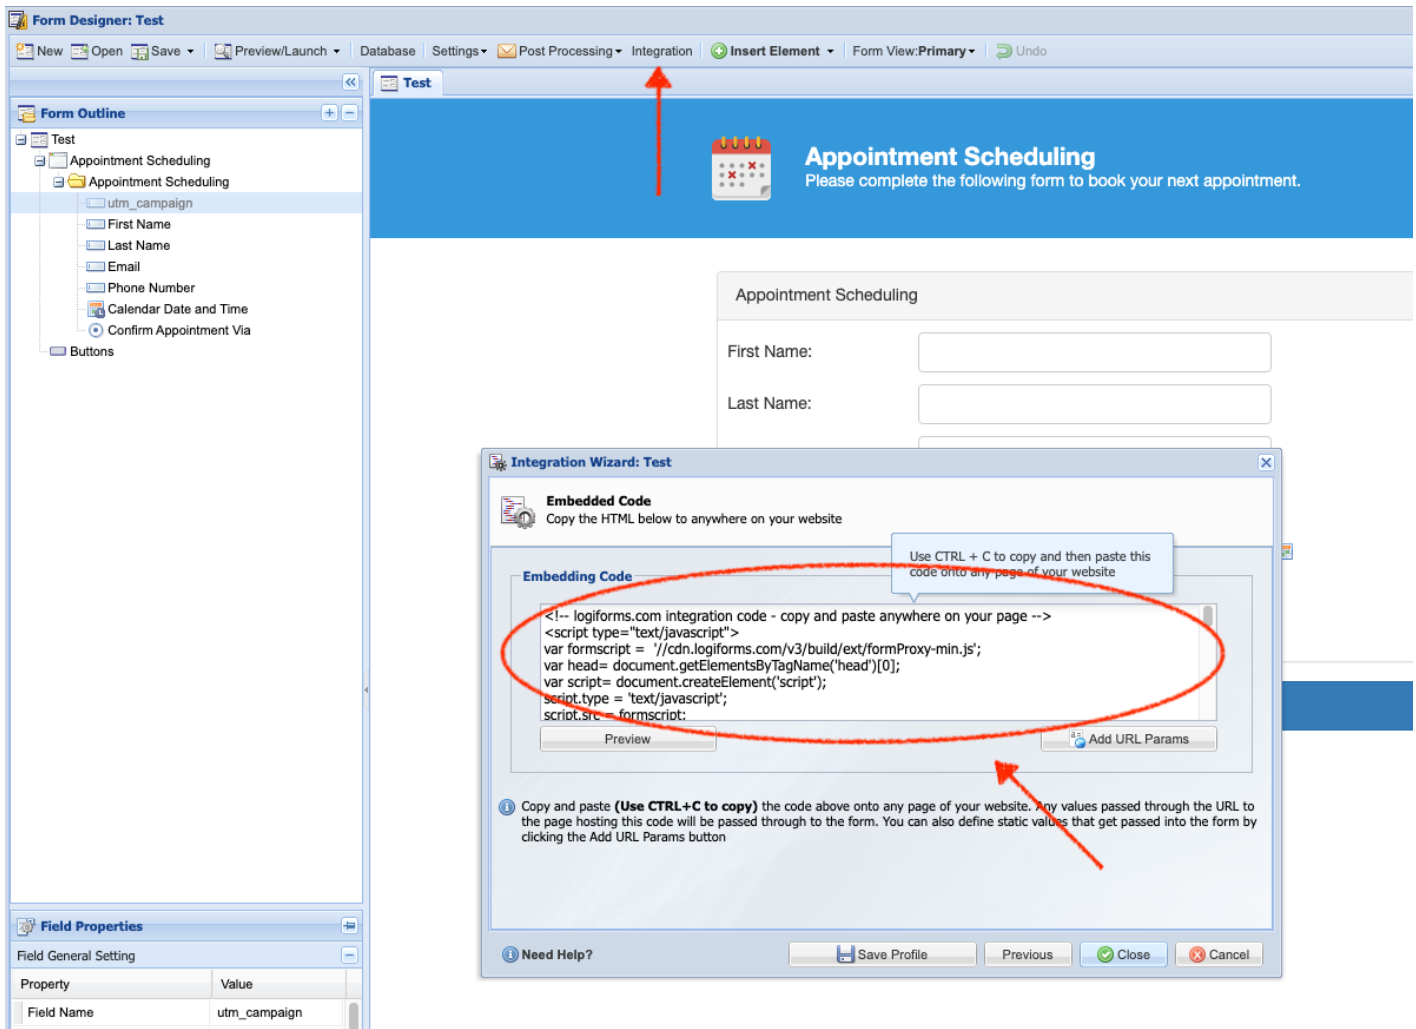 Form Designer: Test
New Open Save Preview/Launch Database Settings Post Processing Integration Insert Element Form View:Primary Undo
Test
Form Outline
Test
Appointment Scheduling
Appointment Scheduling
utm_campaign
First Name
Last Name
Email
Phone Number
Calendar Date and Time
Confirm Appointment Via
Buttons
Appointment Scheduling
Please complete the following form to book your next appointment.
Appointment Scheduling
First Name:
Last Name:
Integration Wizard: Test
Embedded Code
Copy the HTML below to anywhere on your website
Use CTRL + C to copy and then paste this
code onto any page of your website
Embedding Code
<!-- logiforms.com integration code - copy and paste anywhere on your page -->
<script type="text/javascript">
var formscript = '//cdn.logiforms.com/v3/build/ext/formProxy-min.js';
var head= document.getElementsByTagName('head')[0];
var script= document.createElement('script');
script.type = 'text/javascript';
script.src = formscript;
Preview
Add URL Params
Copy and paste (Use CTRL+C to copy) the code above onto any page of your website. Any values passed through the URL to
the page hosting this code will be passed through to the form. You can also define static values that get passed into the form by
clicking the Add URL Params button
Need Help?
Save Profile
Previous
Close
Cancel
Field Properties
Field General Setting
Property Value
Field Name utm_campaign